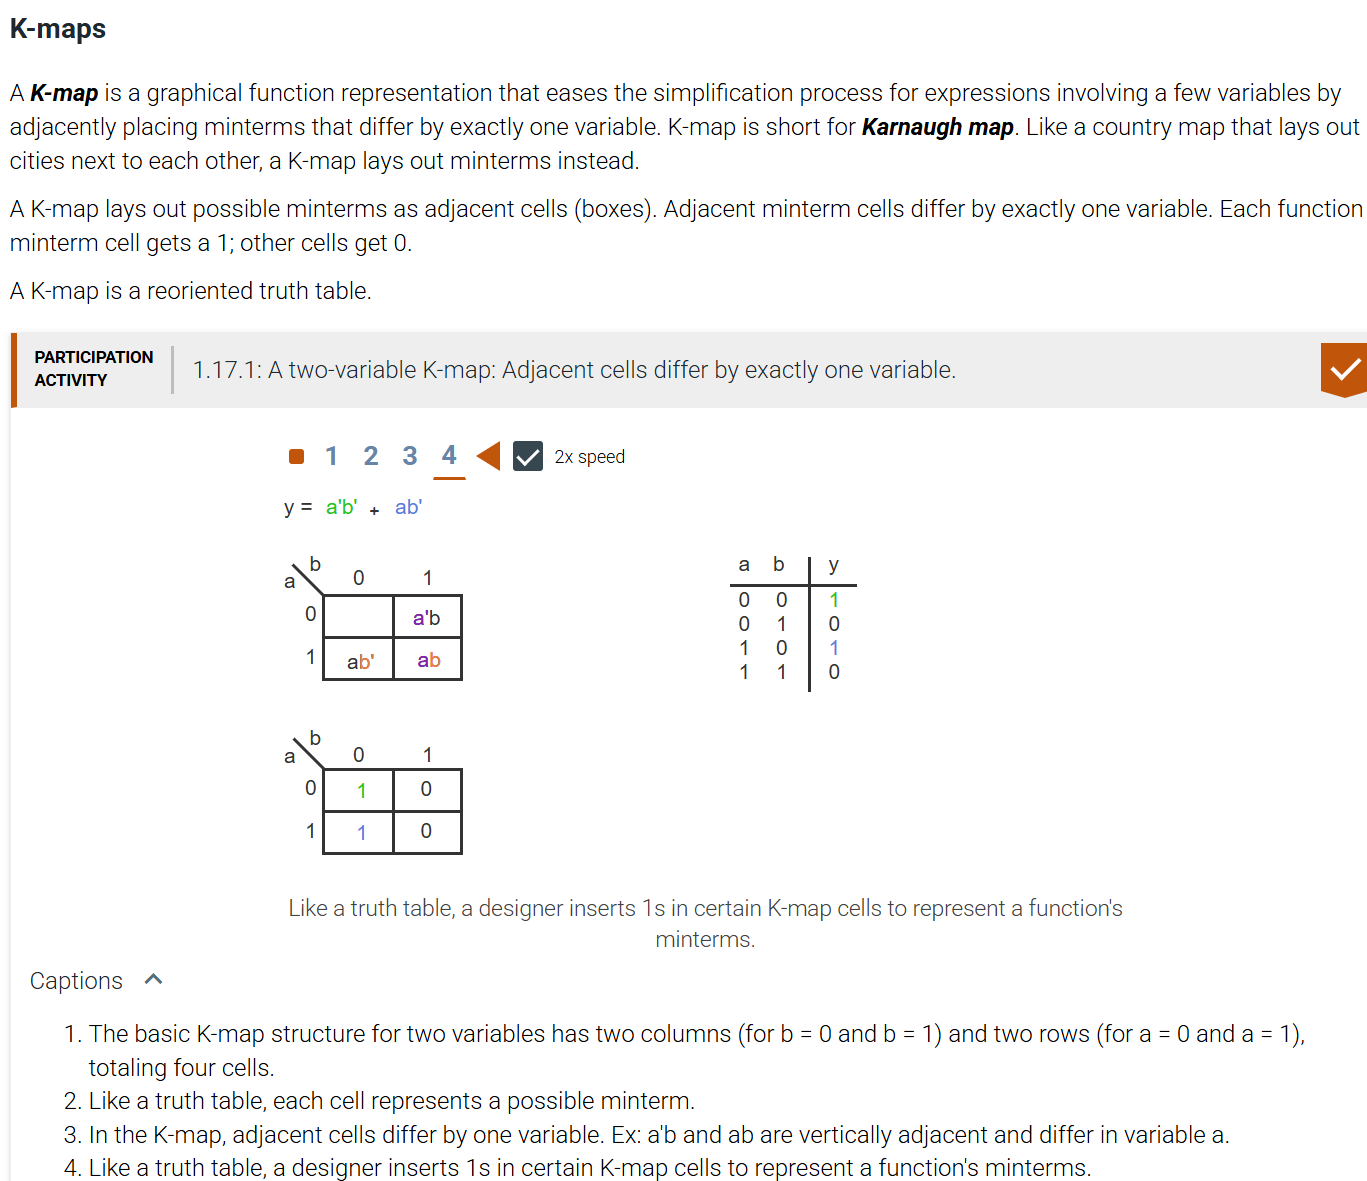 K-maps
A K-map is a graphical function representation that eases the simplification process for expressions involving a few variables by
adjacently placing minterms that differ by exactly one variable. K-map is short for Karnaugh map. Like a country map that lays out
cities next to each other, a K-map lays out minterms instead.
A K-map lays out possible minterms as adjacent cells (boxes). Adjacent minterm cells differ by exactly one variable. Each function
minterm cell gets a 1; other cells get 0.
A K-map is a reoriented truth table.
PARTICIPATION
ACTIVITY
1.17.1: A two-variable K-map: Adjacent cells differ by exactly one variable.
1 2 3 4 2x speed
y = a'b' + ab'
b
a 0 1
0 a'b
1 ab' ab
a b y
0 0 1
0 1 0
1 0 1
1 1 0
b
a 0 1
0 1 0
1 1 0
Like a truth table, a designer inserts 1s in certain K-map cells to represent a function's
minterms.
Captions
1. The basic K-map structure for two variables has two columns (for b = 0 and b = 1) and two rows (for a = 0 and a = 1),
totaling four cells.
2. Like a truth table, each cell represents a possible minterm.
3. In the K-map, adjacent cells differ by one variable. Ex: a'b and ab are vertically adjacent and differ in variable a.
4. Like a truth table, a designer inserts 1s in certain K-map cells to represent a function's minterms.